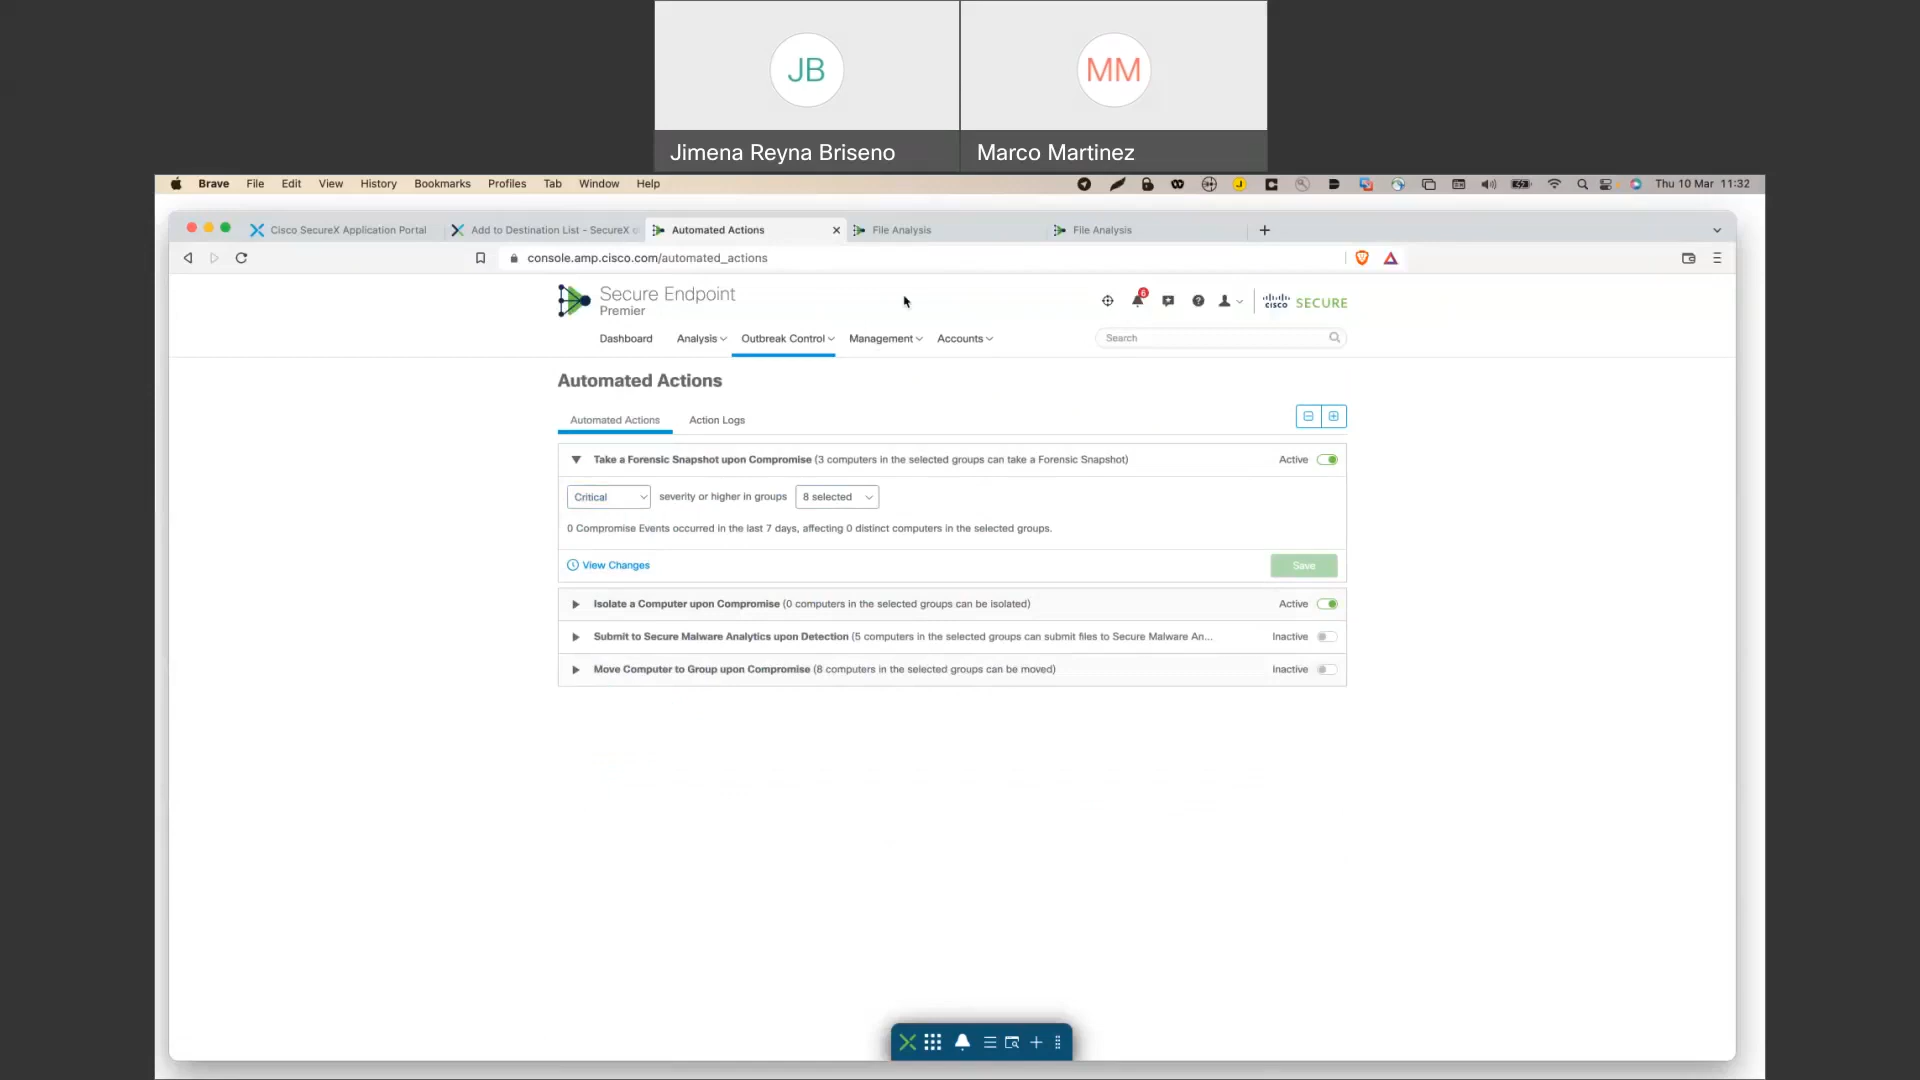 JB
MM
Jimena Reyna Briseno
Marco Martinez
Brave File Edit View History Bookmarks Profiles Tab Window Help
Thu 10 Mar 11:32
Cisco SecureX Application Portal
Add to Destination List - SecureX o
Automated Actions
File Analysis
File Analysis
console.amp.cisco.com/automated_actions
Secure Endpoint
Premier
6
CISCO SECURE
Dashboard Analysis Outbreak Control Management Accounts
Search
Automated Actions
Automated Actions Action Logs
Take a Forensic Snapshot upon Compromise (3 computers in the selected groups can take a Forensic Snapshot) Active
Critical severity or higher in groups 8 selected
0 Compromise Events occurred in the last 7 days, affecting 0 distinct computers in the selected groups.
View Changes Save
Isolate a Computer upon Compromise (0 computers in the selected groups can be isolated) Active
Submit to Secure Malware Analytics upon Detection (5 computers in the selected groups can submit files to Secure Malware An... Inactive
Move Computer to Group upon Compromise (8 computers in the selected groups can be moved) Inactive